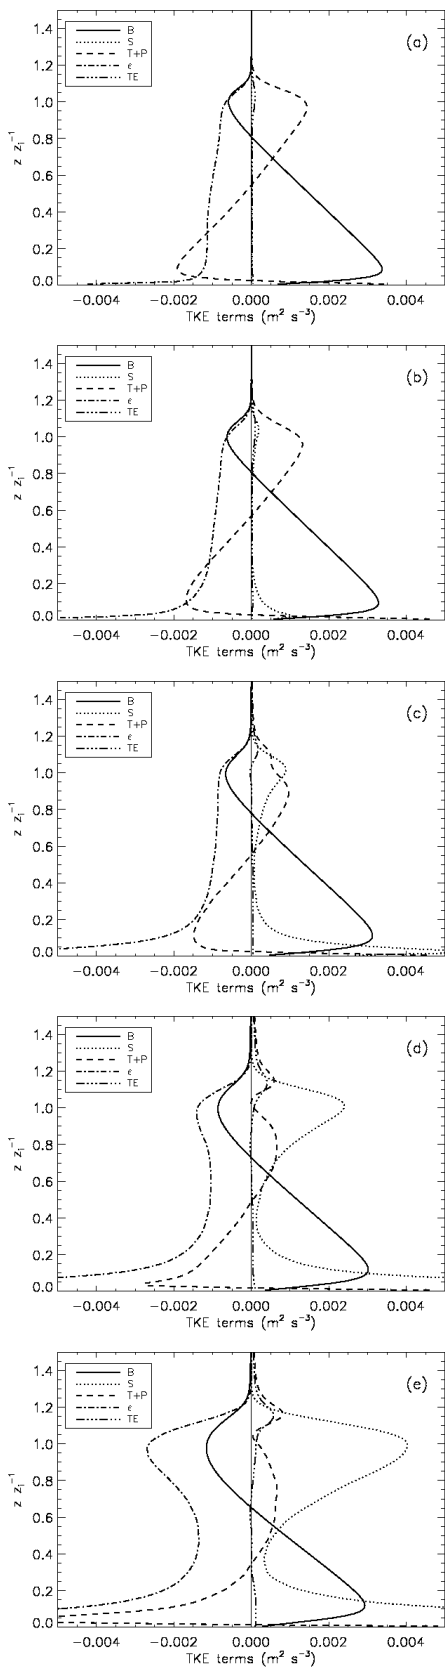 1.4
B
S
T+P
ε
TE
(a)
1.2
1.0
0.8
0.6
0.4
0.2
0.0
z z_i^-1
-0.004 -0.002 0.000 0.002 0.004
TKE terms (m² s⁻³)
1.4
B
S
T+P
ε
TE
(b)
1.2
1.0
0.8
0.6
0.4
0.2
0.0
z z_i^-1
-0.004 -0.002 0.000 0.002 0.004
TKE terms (m² s⁻³)
1.4
B
S
T+P
ε
TE
(c)
1.2
1.0
0.8
0.6
0.4
0.2
0.0
z z_i^-1
-0.004 -0.002 0.000 0.002 0.004
TKE terms (m² s⁻³)
1.4
B
S
T+P
ε
TE
(d)
1.2
1.0
0.8
0.6
0.4
0.2
0.0
z z_i^-1
-0.004 -0.002 0.000 0.002 0.004
TKE terms (m² s⁻³)
1.4
B
S
T+P
ε
TE
(e)
1.2
1.0
0.8
0.6
0.4
0.2
0.0
z z_i^-1
-0.004 -0.002 0.000 0.002 0.004
TKE terms (m² s⁻³)